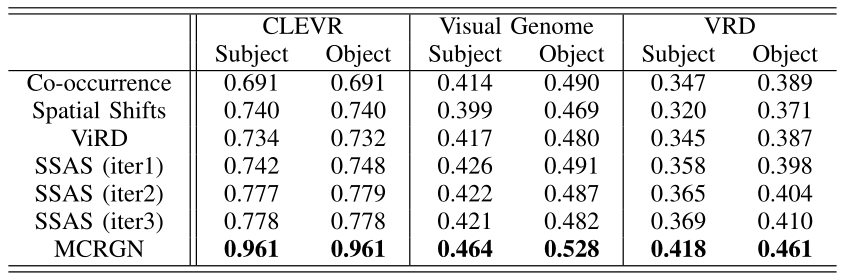 CLEVR Visual Genome VRD
Subject Object Subject Object Subject Object
Co-occurrence 0.691 0.691 0.414 0.490 0.347 0.389
Spatial Shifts 0.740 0.740 0.399 0.469 0.320 0.371
ViRD 0.734 0.732 0.417 0.480 0.345 0.387
SSAS (iter1) 0.742 0.748 0.426 0.491 0.358 0.398
SSAS (iter2) 0.777 0.779 0.422 0.487 0.365 0.404
SSAS (iter3) 0.778 0.778 0.421 0.482 0.369 0.410
MCRGN 0.961 0.961 0.464 0.528 0.418 0.461